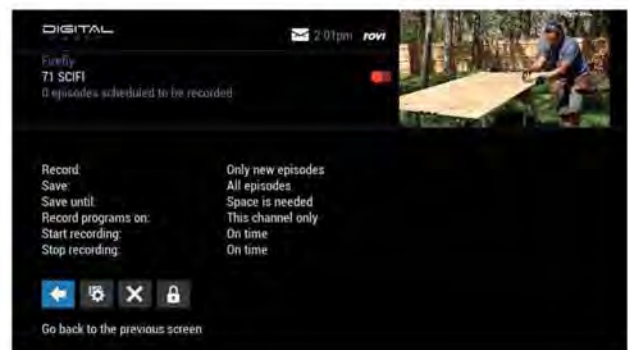 DIGITAL
2:01pm rovi
Firefly
71 SCIFI
0 episodes scheduled to be recorded
Record: Only new episodes
Save: All episodes
Save until: Space is needed
Record programs on: This channel only
Start recording: On time
Stop recording: On time
Go back to the previous screen